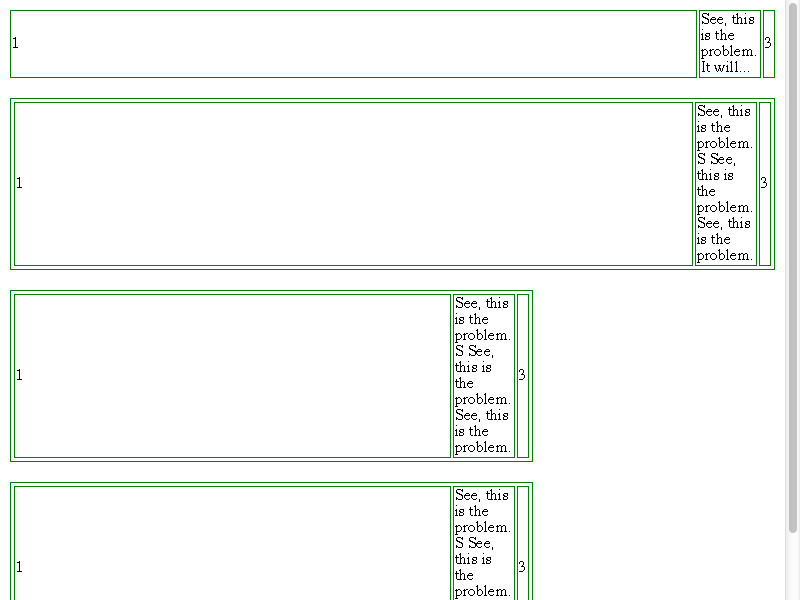 1
See, this
is the
problem.
It will...
3
1
See, this
is the
problem.
S See,
this is
the
problem.
See, this
is the
problem.
3
1
See, this
is the
problem.
S See,
this is
the
problem.
See, this
is the
problem.
3
1
See, this
is the
problem.
S See,
this is
the
problem.
3